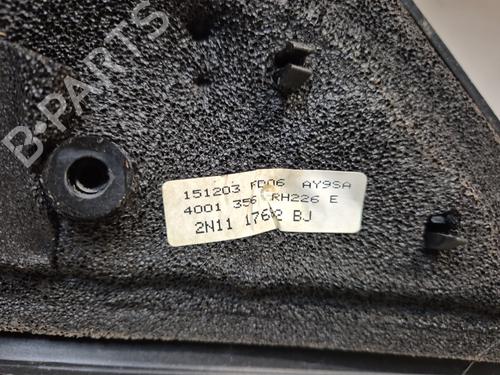 B-PARTS
151203 FD06 AY9SA
4001 356 RH226 E
2N11 17682 BJ